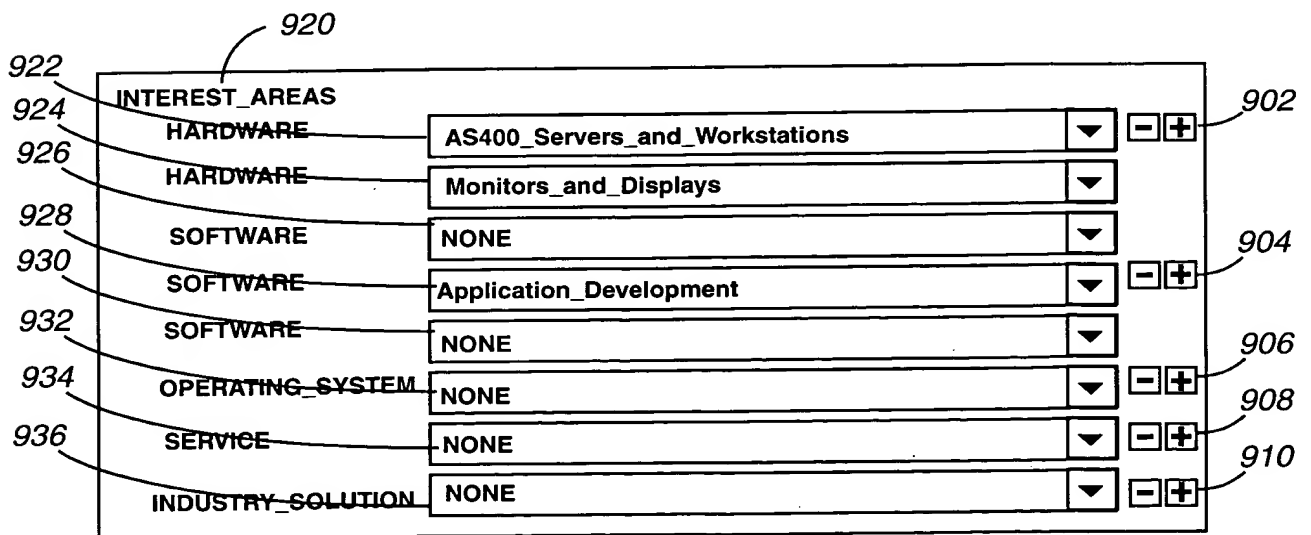 920
922
INTEREST_AREAS
924 HARDWARE AS400_Servers_and_Workstations - + 902
926 HARDWARE Monitors_and_Displays
928 SOFTWARE NONE
930 SOFTWARE Application_Development - + 904
932 SOFTWARE NONE
934 OPERATING_SYSTEM NONE - + 906
936 SERVICE NONE - + 908
INDUSTRY_SOLUTION NONE - + 910